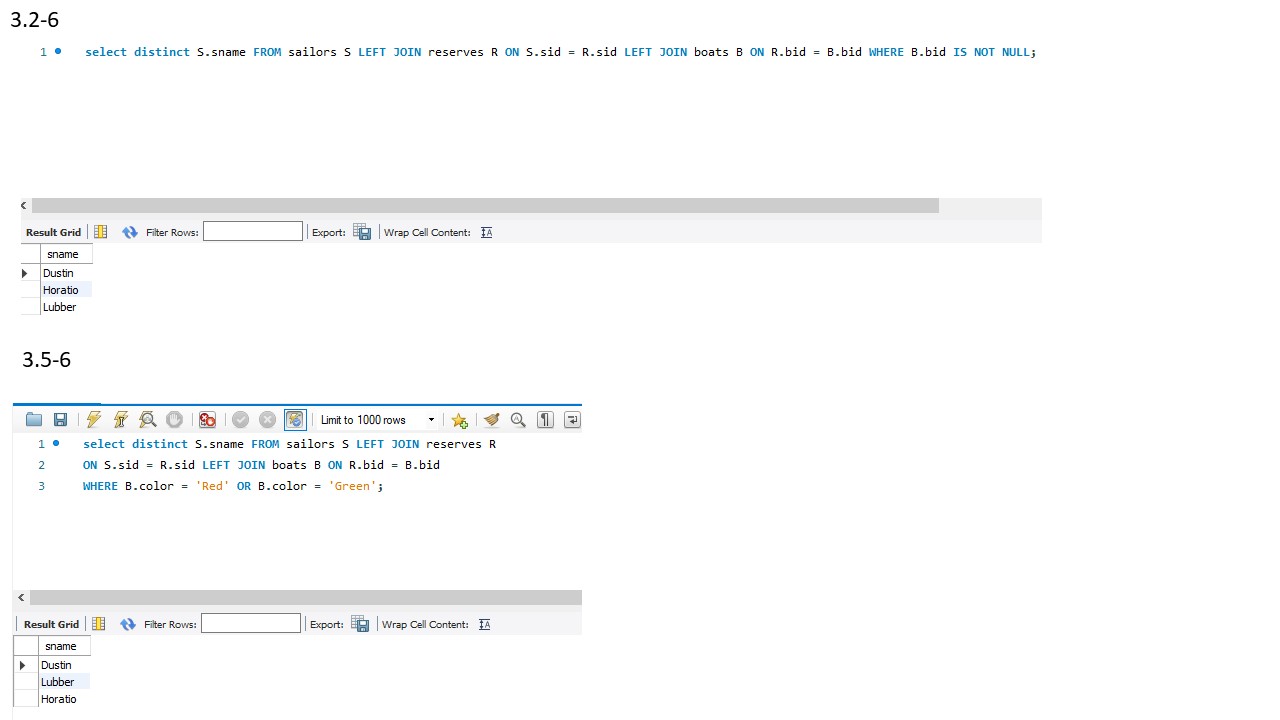 3.2-6
1 select distinct S.sname FROM sailors S LEFT JOIN reserves R ON S.sid = R.sid LEFT JOIN boats B ON R.bid = B.bid WHERE B.bid IS NOT NULL;
Result Grid Filter Rows: Export: Wrap Cell Content:
sname
Dustin
Horatio
Lubber
3.5-6
Limit to 1000 rows
1 select distinct S.sname FROM sailors S LEFT JOIN reserves R
2 ON S.sid = R.sid LEFT JOIN boats B ON R.bid = B.bid
3 WHERE B.color = 'Red' OR B.color = 'Green';
Result Grid Filter Rows: Export: Wrap Cell Content:
sname
Dustin
Lubber
Horatio